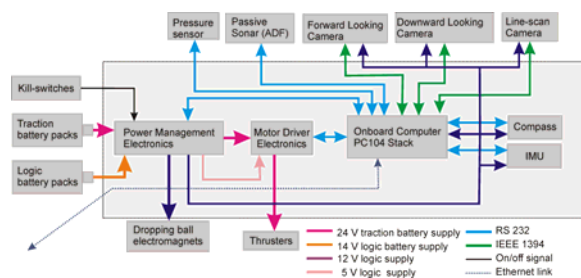 Pressure
sensor
Passive
Sonar (ADF)
Forward Looking
Camera
Downward Looking
Camera
Line-scan
Camera
Kill-switches
Traction
battery packs
Power Management
Electronics
Motor Driver
Electronics
Onboard Computer
PC104 Stack
Compass
IMU
Logic
battery packs
Dropping ball
electromagnets
Thrusters
24 V traction battery supply
14 V logic battery supply
12 V logic supply
5 V logic supply
RS 232
IEEE 1394
On/off signal
Ethernet link